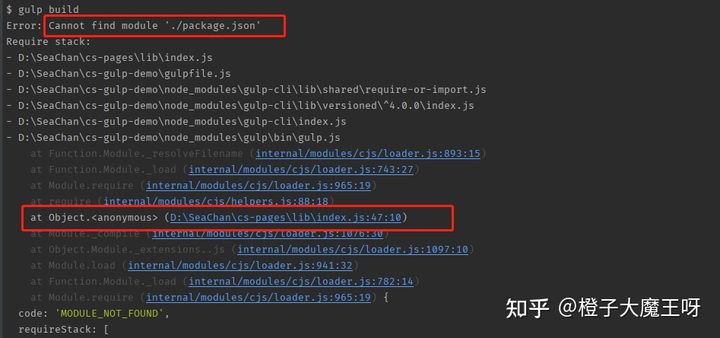 $ gulp build
Error: Cannot find module './package.json'
Require stack:
- D:\SeaChan\cs-pages\lib\index.js
- D:\SeaChan\cs-gulp-demo\gulpfile.js
- D:\SeaChan\cs-gulp-demo\node_modules\gulp-cli\lib\shared\require-or-import.js
- D:\SeaChan\cs-gulp-demo\node_modules\gulp-cli\lib\versioned\^4.0.0\index.js
- D:\SeaChan\cs-gulp-demo\node_modules\gulp-cli\index.js
- D:\SeaChan\cs-gulp-demo\node_modules\gulp\bin\gulp.js
at Function.Module._resolveFilename (internal/modules/cjs/loader.js:893:15)
at Function.Module._load (internal/modules/cjs/loader.js:743:27)
at Module.require (internal/modules/cjs/loader.js:965:19)
at require (internal/modules/cjs/helpers.js:88:18)
at Object.<anonymous> (D:\SeaChan\cs-pages\lib\index.js:47:10)
at Module._compile (internal/modules/cjs/loader.js:1076:30)
at Object.Module._extensions..js (internal/modules/cjs/loader.js:1097:10)
at Module.load (internal/modules/cjs/loader.js:941:32)
at Function.Module._load (internal/modules/cjs/loader.js:782:14)
at Module.require (internal/modules/cjs/loader.js:965:19) {
code: 'MODULE_NOT_FOUND',
requireStack: [
知乎 @橙子大魔王呀